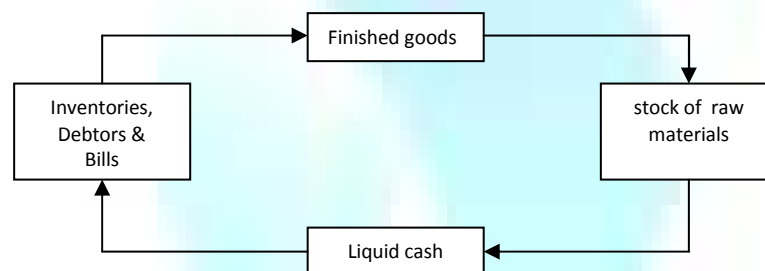 Finished goods
Inventories,
Debtors &
Bills
stock of raw
materials
Liquid cash